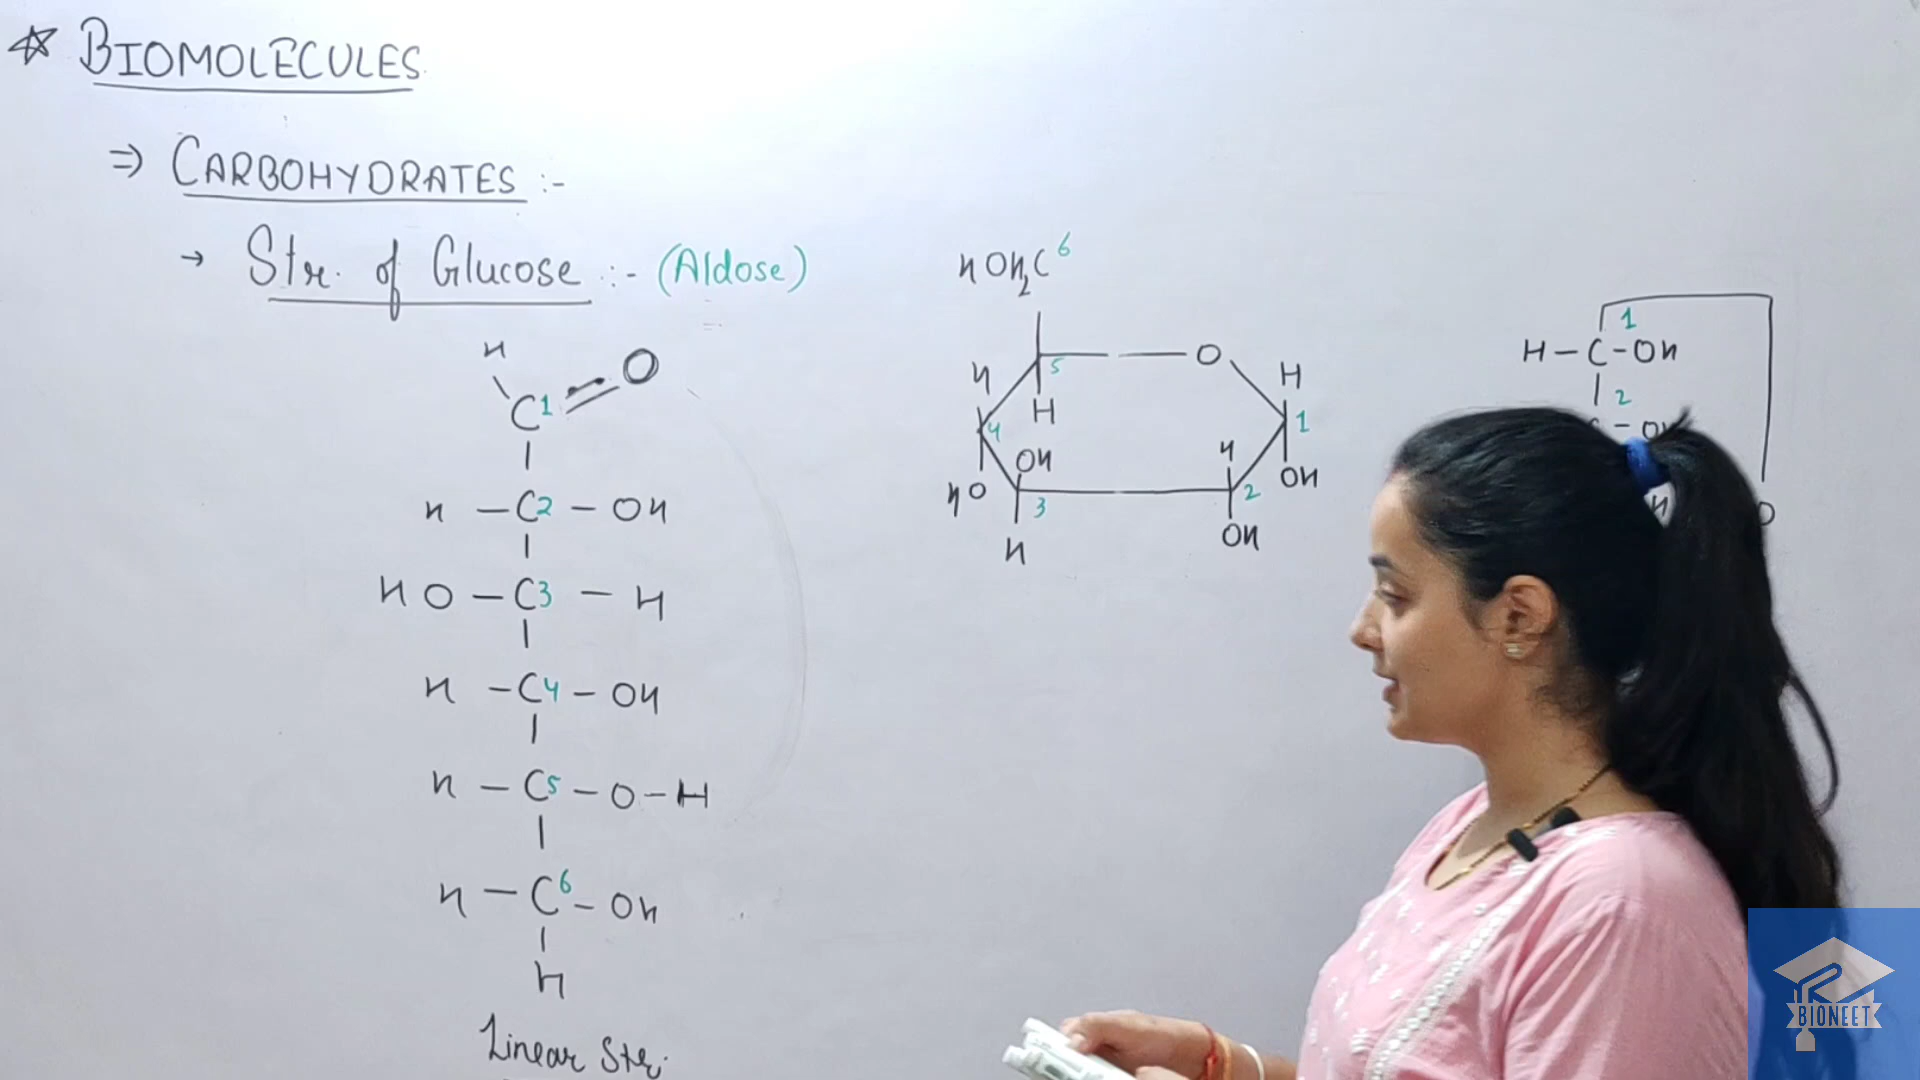 ☆ BIOMOLECULES
⇒ CARBOHYDRATES :-
→ Str. of Glucose :- (Aldose)
H
C1 = O
H - C2 - OH
HO - C3 - H
H - C4 - OH
H - C5 - O - H
H - C6 - OH
H
Linear Str.
HOH2C 6
5 O
H H
4 H 1
OH H OH
HO 3 2
H OH
1
H - C - OH
2
- OH
H O
BIONEET